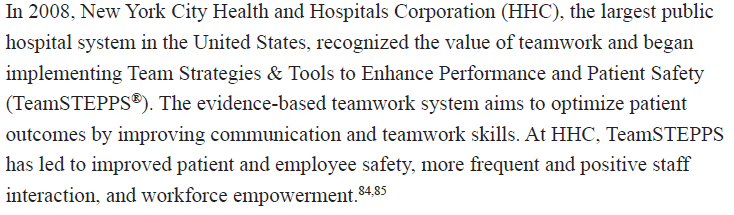 In 2008, New York City Health and Hospitals Corporation (HHC), the largest public
hospital system in the United States, recognized the value of teamwork and began
implementing Team Strategies & Tools to Enhance Performance and Patient Safety
(TeamSTEPPS®). The evidence-based teamwork system aims to optimize patient
outcomes by improving communication and teamwork skills. At HHC, TeamSTEPPS
has led to improved patient and employee safety, more frequent and positive staff
interaction, and workforce empowerment.84,85